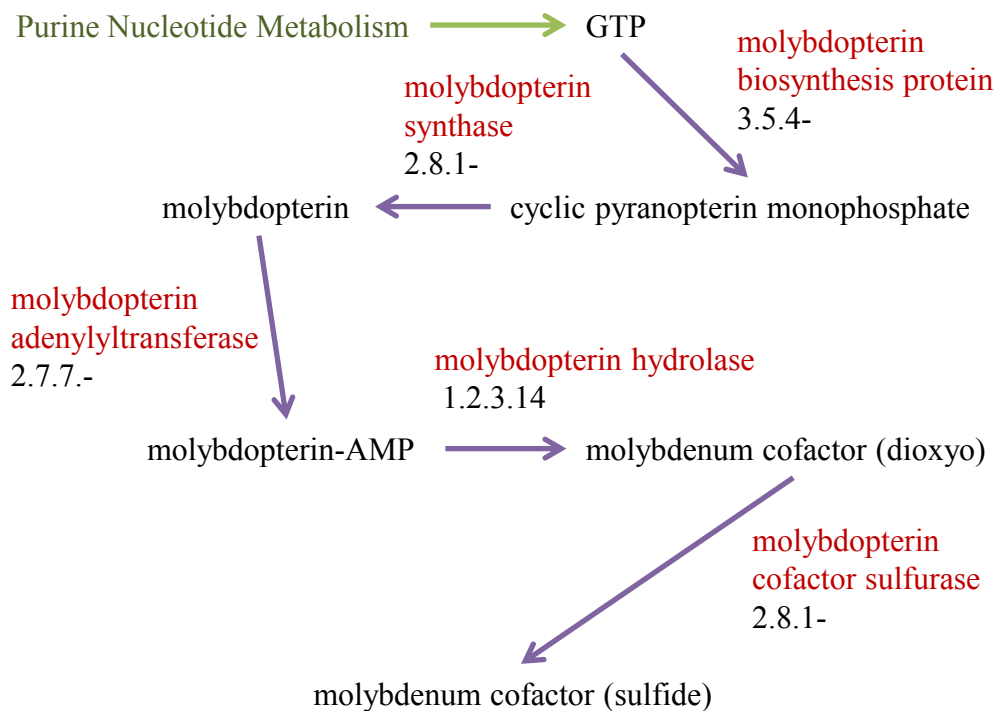 Purine Nucleotide Metabolism
GTP
molybdopterin
biosynthesis protein
3.5.4-
molybdopterin
synthase
2.8.1-
molybdopterin
cyclic pyranopterin monophosphate
molybdopterin
adenylyltransferase
2.7.7.-
molybdopterin hydrolase
1.2.3.14
molybdopterin-AMP
molybdenum cofactor (dioxyo)
molybdopterin
cofactor sulfurase
2.8.1-
molybdenum cofactor (sulfide)